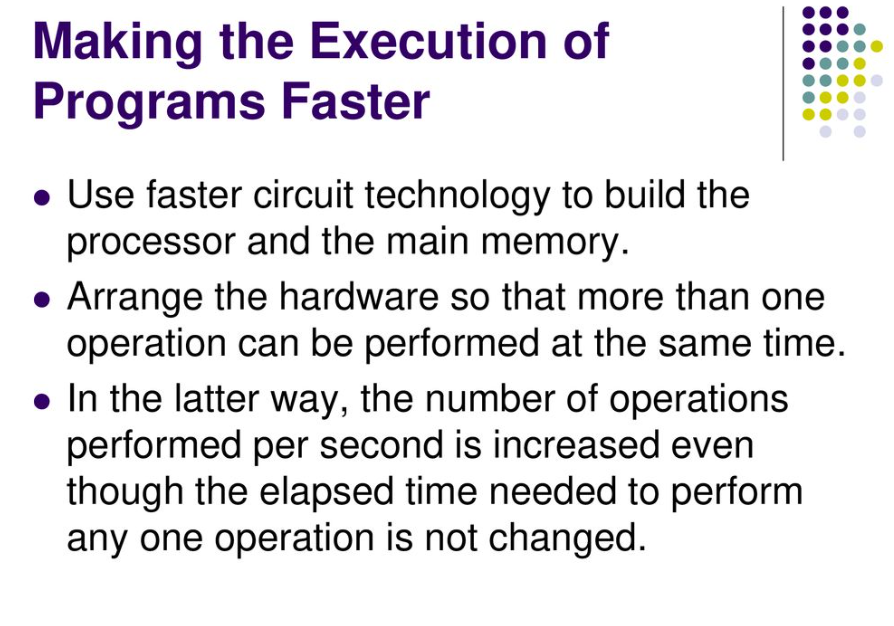 Making the Execution of
Programs Faster
Use faster circuit technology to build the
processor and the main memory.
Arrange the hardware so that more than one
operation can be performed at the same time.
In the latter way, the number of operations
performed per second is increased even
though the elapsed time needed to perform
any one operation is not changed.